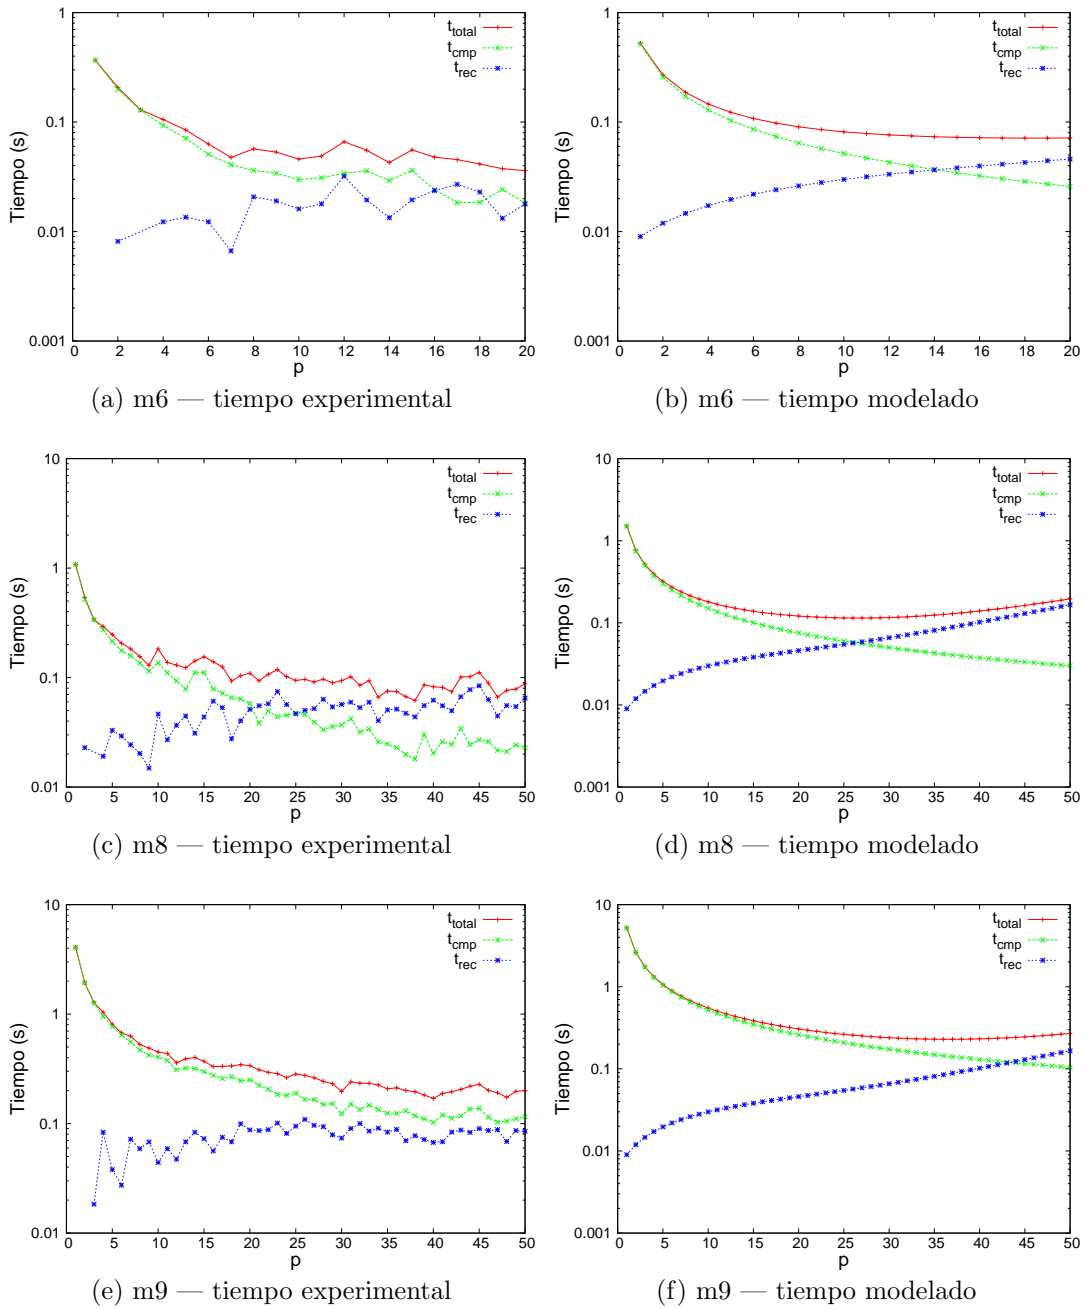 1
0.1
0.01
0.001
Tiempo (s)
t_total
t_cmp
t_rec
0 2 4 6 8 10 12 14 16 18 20
p
(a) m6 — tiempo experimental
1
0.1
0.01
0.001
Tiempo (s)
t_total
t_cmp
t_rec
0 2 4 6 8 10 12 14 16 18 20
p
(b) m6 — tiempo modelado
10
1
0.1
0.01
Tiempo (s)
t_total
t_cmp
t_rec
0 5 10 15 20 25 30 35 40 45 50
p
(c) m8 — tiempo experimental
10
1
0.1
0.01
0.001
Tiempo (s)
t_total
t_cmp
t_rec
0 5 10 15 20 25 30 35 40 45 50
p
(d) m8 — tiempo modelado
10
1
0.1
0.01
Tiempo (s)
t_total
t_cmp
t_rec
0 5 10 15 20 25 30 35 40 45 50
p
(e) m9 — tiempo experimental
10
1
0.1
0.01
0.001
Tiempo (s)
t_total
t_cmp
t_rec
0 5 10 15 20 25 30 35 40 45 50
p
(f) m9 — tiempo modelado